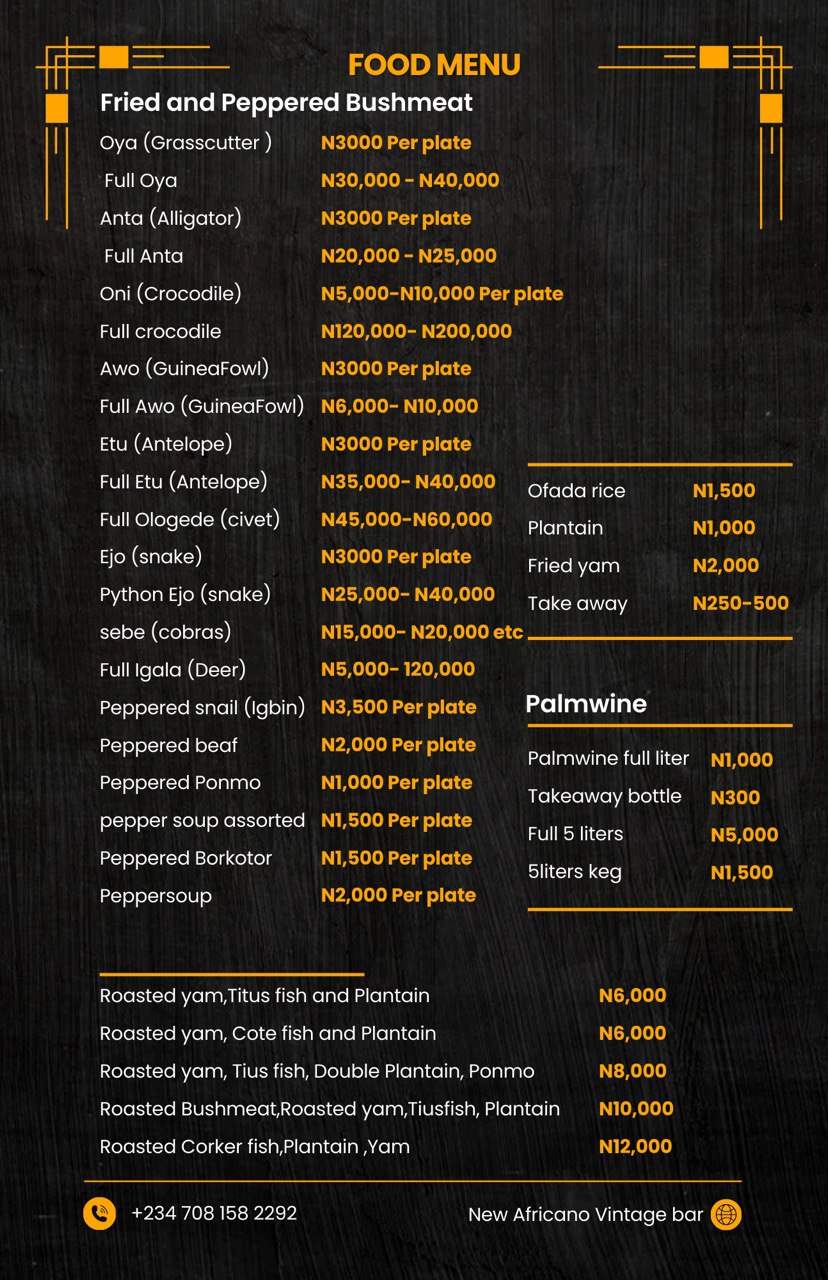 FOOD MENU
Fried and Peppered Bushmeat
Oya (Grasscutter ) N3000 Per plate
Full Oya N30,000 - N40,000
Anta (Alligator) N3000 Per plate
Full Anta N20,000 - N25,000
Oni (Crocodile) N5,000-N10,000 Per plate
Full crocodile N120,000- N200,000
Awo (GuineaFowl) N3000 Per plate
Full Awo (GuineaFowl) N6,000- N10,000
Etu (Antelope) N3000 Per plate
Full Etu (Antelope) N35,000- N40,000
Full Ologede (civet) N45,000-N60,000
Ejo (snake) N3000 Per plate
Python Ejo (snake) N25,000- N40,000
sebe (cobras) N15,000- N20,000 etc
Full Igala (Deer) N5,000- 120,000
Peppered snail (Igbin) N3,500 Per plate
Peppered beaf N2,000 Per plate
Peppered Ponmo N1,000 Per plate
pepper soup assorted N1,500 Per plate
Peppered Borkotor N1,500 Per plate
Peppersoup N2,000 Per plate
Ofada rice N1,500
Plantain N1,000
Fried yam N2,000
Take away N250-500
Palmwine
Palmwine full liter N1,000
Takeaway bottle N300
Full 5 liters N5,000
5liters keg N1,500
Roasted yam,Titus fish and Plantain N6,000
Roasted yam, Cote fish and Plantain N6,000
Roasted yam, Tius fish, Double Plantain, Ponmo N8,000
Roasted Bushmeat,Roasted yam,Tiusfish, Plantain N10,000
Roasted Corker fish,Plantain ,Yam N12,000
+234 708 158 2292 New Africano Vintage bar